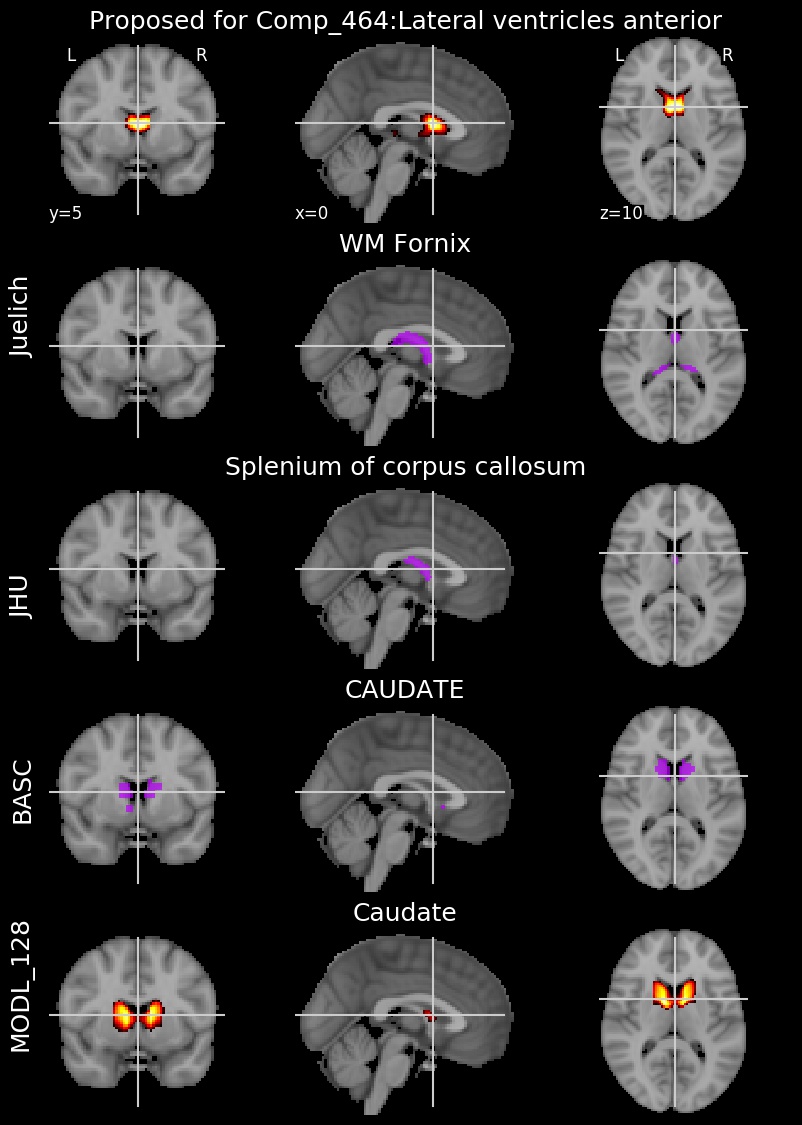 Proposed for Comp_464:Lateral ventricles anterior
L R L R
y=5 x=0 z=10
WM Fornix
Juelich
Splenium of corpus callosum
JHU
CAUDATE
BASC
Caudate
MODL_128